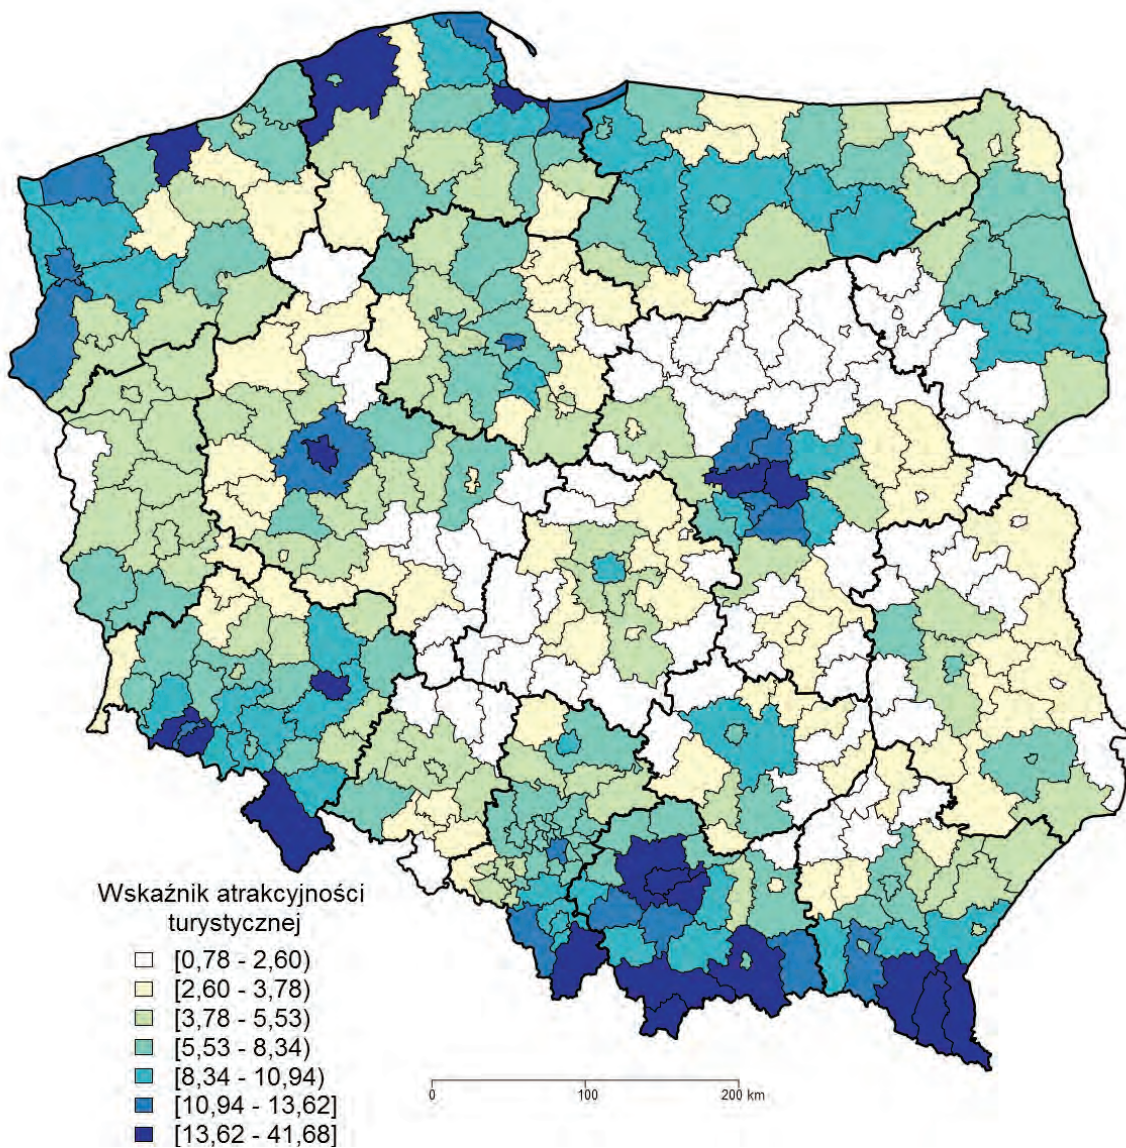 Wskaźnik atrakcyjności
turystycznej
[0,78 - 2,60)
[2,60 - 3,78)
[3,78 - 5,53)
[5,53 - 8,34)
[8,34 - 10,94)
[10,94 - 13,62]
[13,62 - 41,68]
0 100 200 km